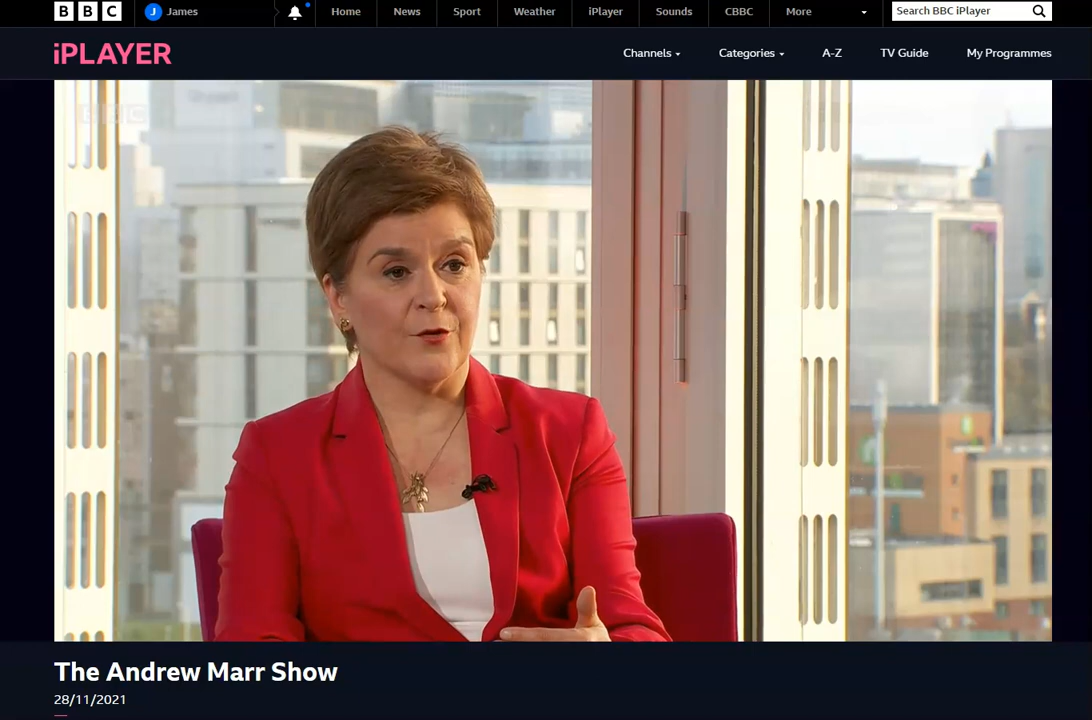 BBC J James Home News Sport Weather iPlayer Sounds CBBC More Search BBC iPlayer
iPLAYER Channels Categories A-Z TV Guide My Programmes
BBC
The Andrew Marr Show
28/11/2021